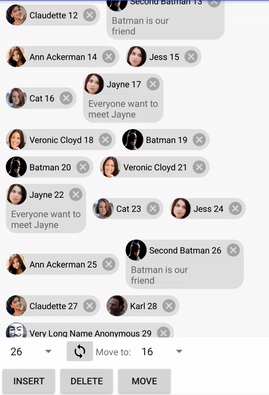 Second Batman 13
Claudette 12
Batman is our
friend
Ann Ackerman 14
Jess 15
Jayne 17
Cat 16
Everyone want to
meet Jayne
Veronic Cloyd 18
Batman 19
Batman 20
Veronic Cloyd 21
Jayne 22
Everyone want to
meet Jayne
Cat 23
Jess 24
Second Batman 26
Ann Ackerman 25
Batman is our
friend
Claudette 27
Karl 28
Very Long Name Anonymous 29
26
Move to:
16
INSERT
DELETE
MOVE